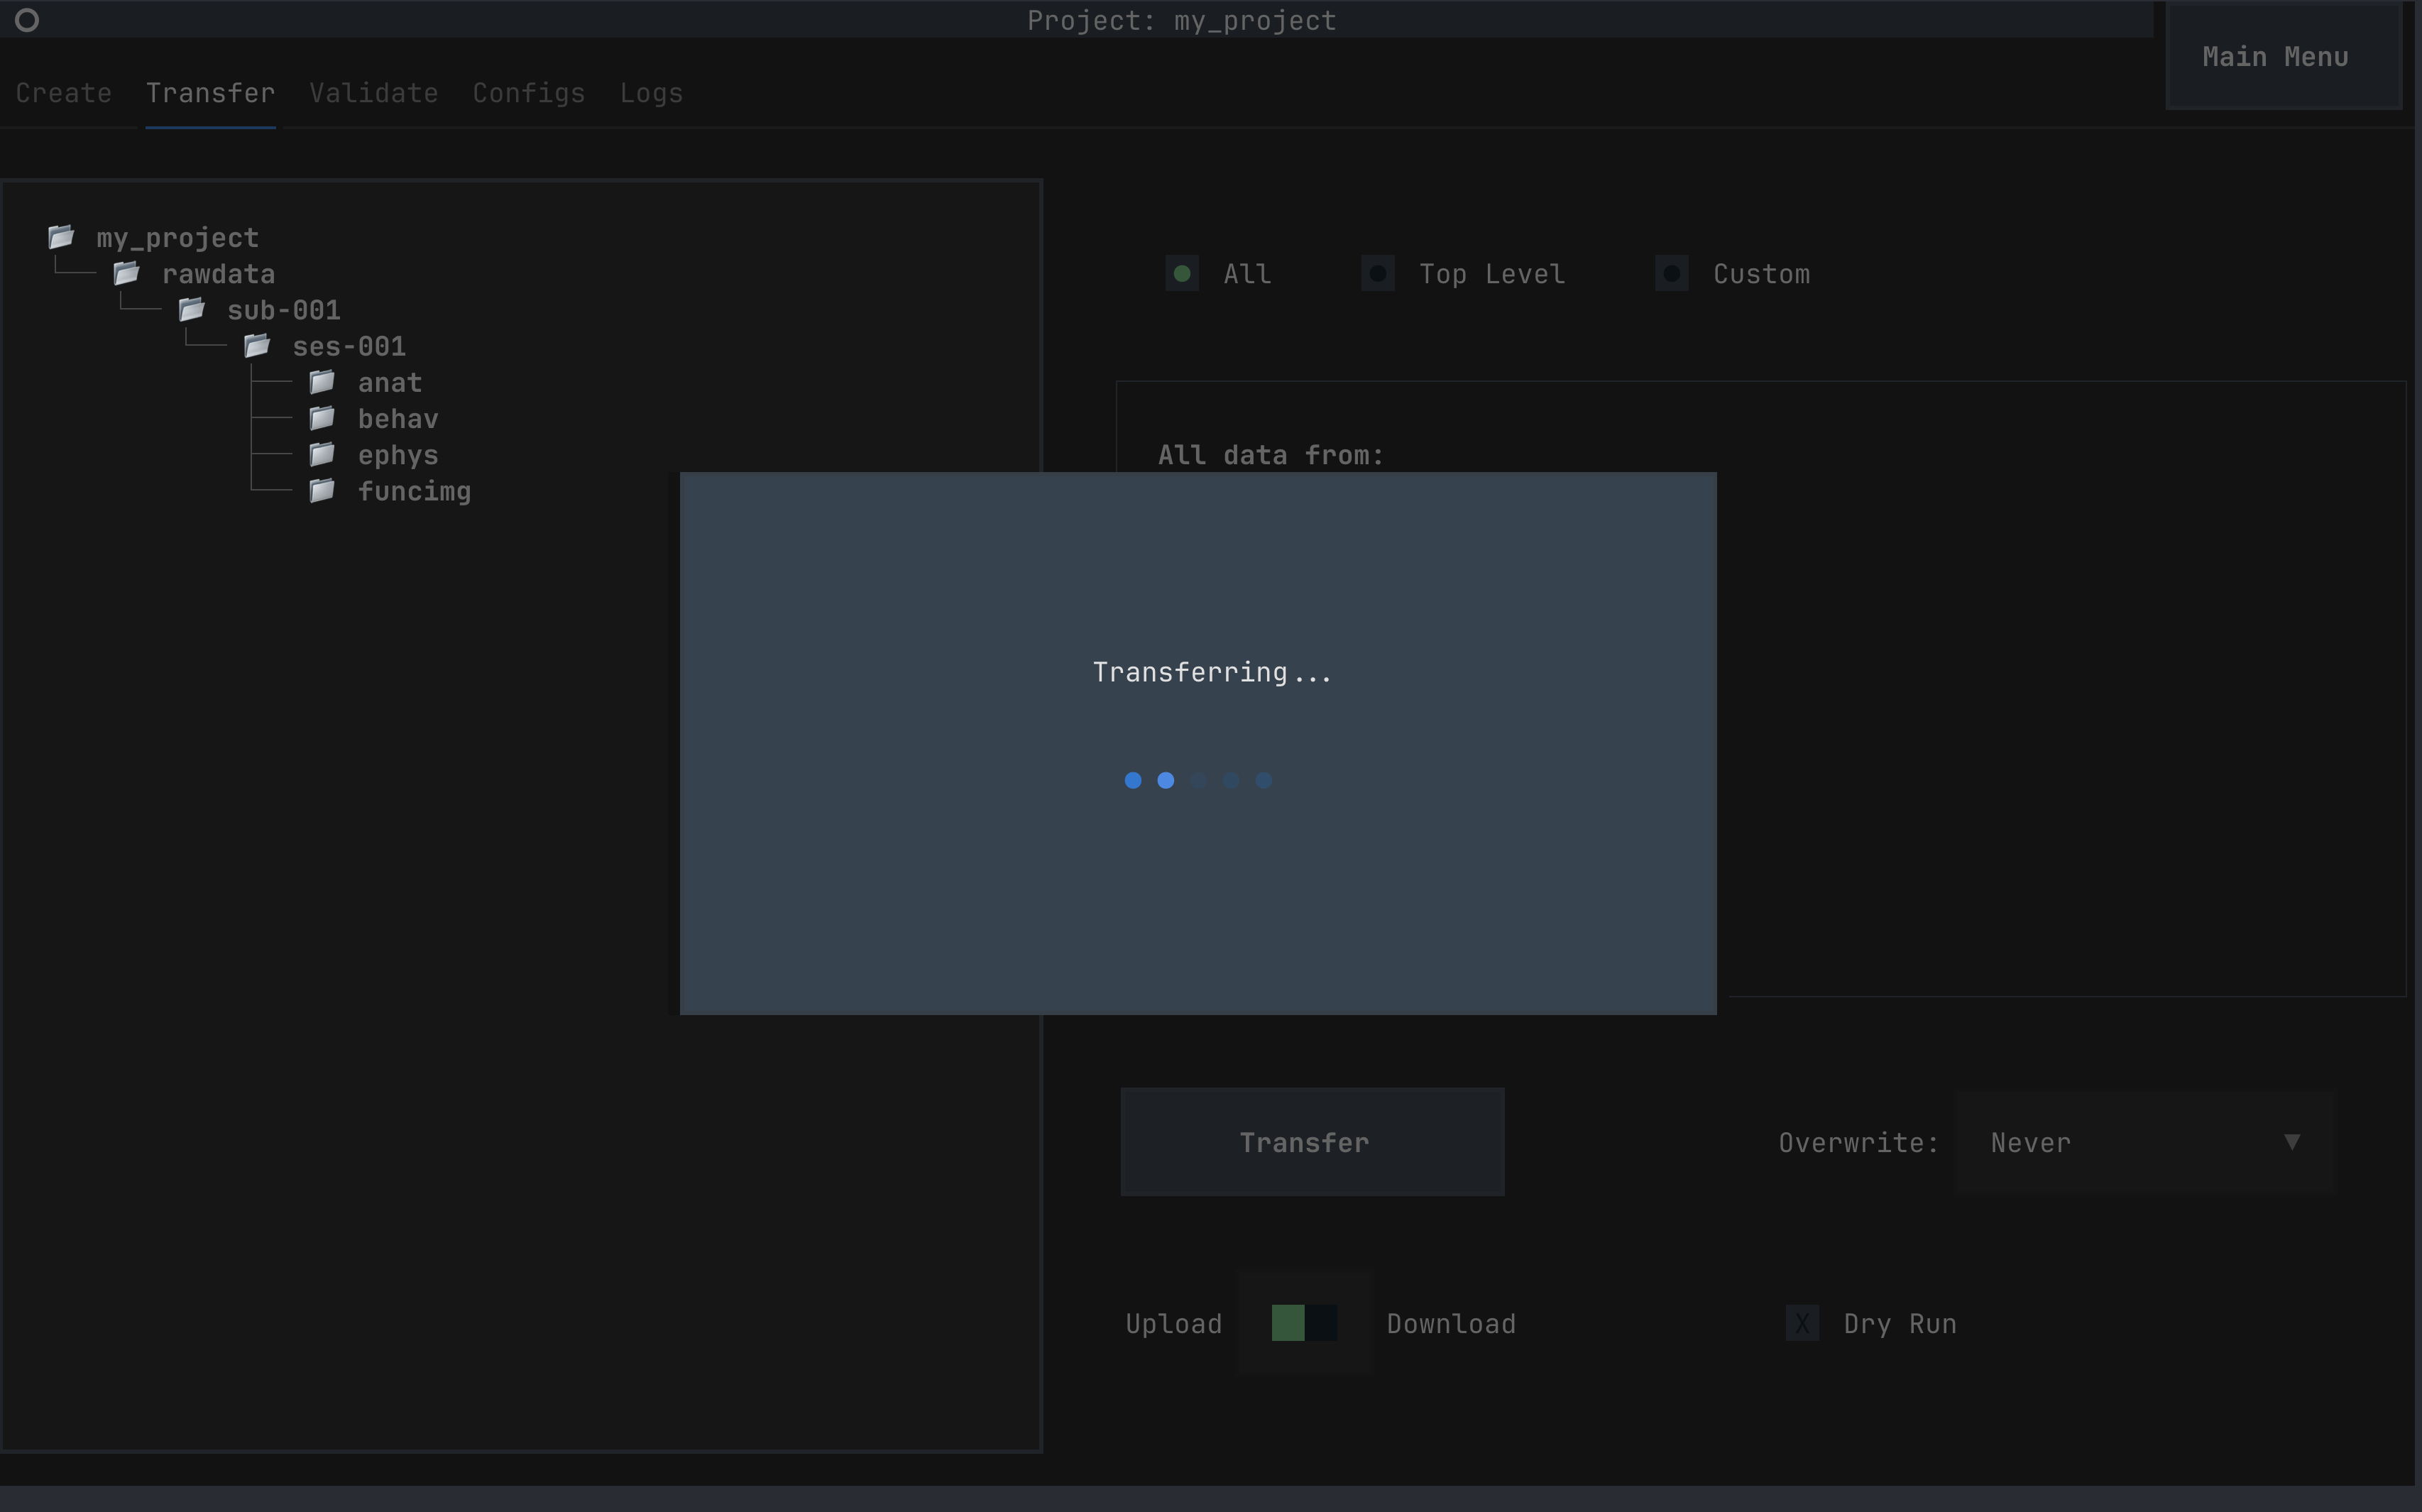 Project: my_project
Main Menu
Create Transfer Validate Configs Logs
my_project
rawdata
sub-001
ses-001
anat
behav
ephys
funcimg
All Top Level Custom
All data from:
Transferring...
Transfer
Overwrite: Never ▼
Upload Download
X Dry Run